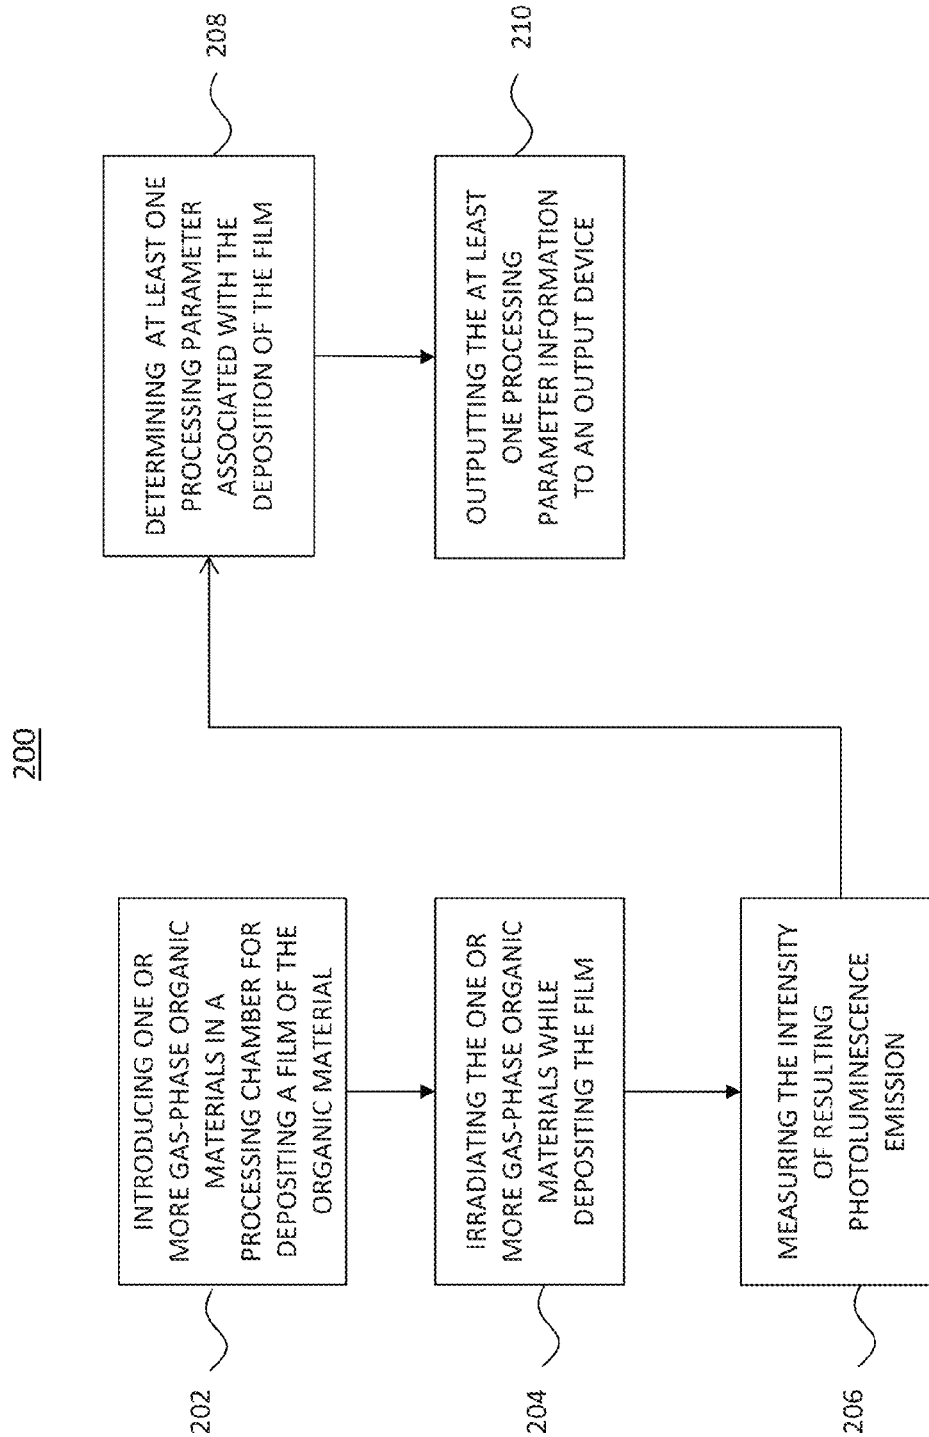 200
202
INTRODUCING ONE OR
MORE GAS-PHASE ORGANIC
MATERIALS IN A
PROCESSING CHAMBER FOR
DEPOSITING A FILM OF THE
ORGANIC MATERIAL
204
IRRADIATING THE ONE OR
MORE GAS-PHASE ORGANIC
MATERIALS WHILE
DEPOSITING THE FILM
206
MEASURING THE INTENSITY
OF RESULTING
PHOTOLUMINESCENCE
EMISSION
208
DETERMINING AT LEAST ONE
PROCESSING PARAMETER
ASSOCIATED WITH THE
DEPOSITION OF THE FILM
210
OUTPUTTING THE AT LEAST
ONE PROCESSING
PARAMETER INFORMATION
TO AN OUTPUT DEVICE